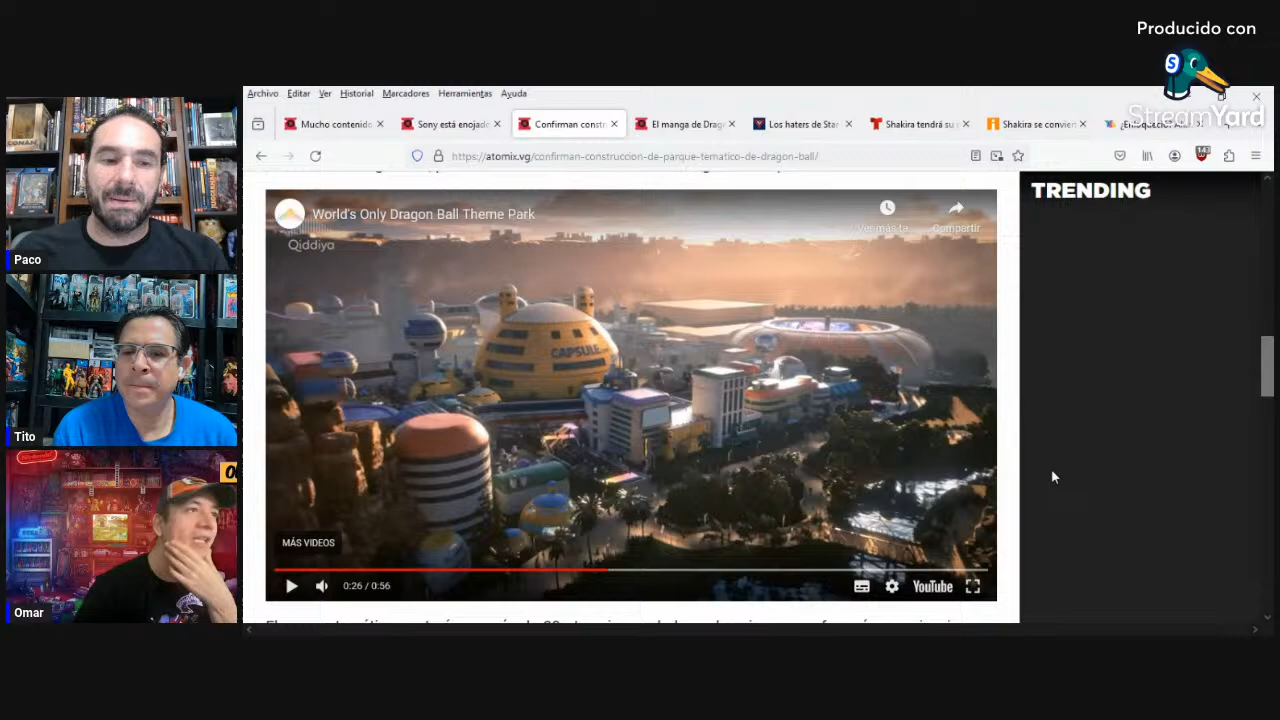 Producido con
S
StreamYard
Archivo Editar Ver Historial Marcadores Herramientas Ayuda
Mucho contenido
Sony está enojada
Confirman constr
El manga de Drag
Los haters de Star
Shakira tendrá su
Shakira se convier
https://atomix.vg/confirman-construccion-de-parque-tematico-de-dragon-ball/
143
TRENDING
World's Only Dragon Ball Theme Park
Qiddiya
Ver más ta...
Compartir
CAPSULE
MÁS VIDEOS
0:26 / 0:56
YouTube
CONAN
Paco
Tito
Omar